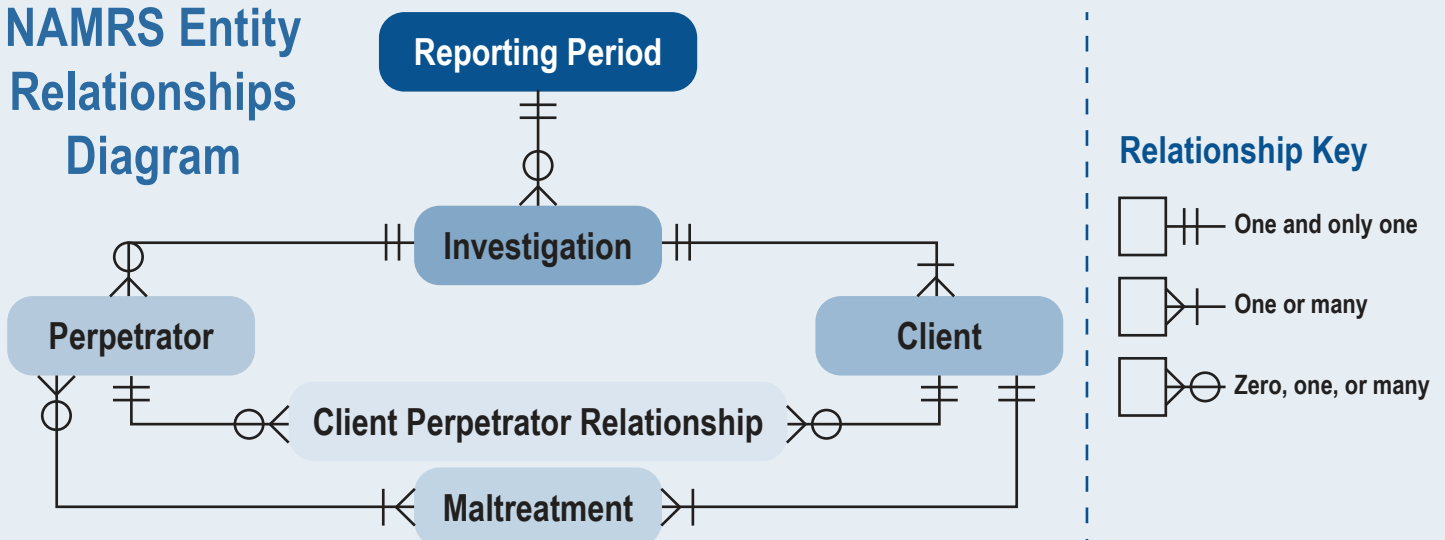 NAMRS Entity
Relationships
Diagram
Reporting Period
Investigation
Perpetrator
Client
Client Perpetrator Relationship
Maltreatment
Relationship Key
One and only one
One or many
Zero, one, or many